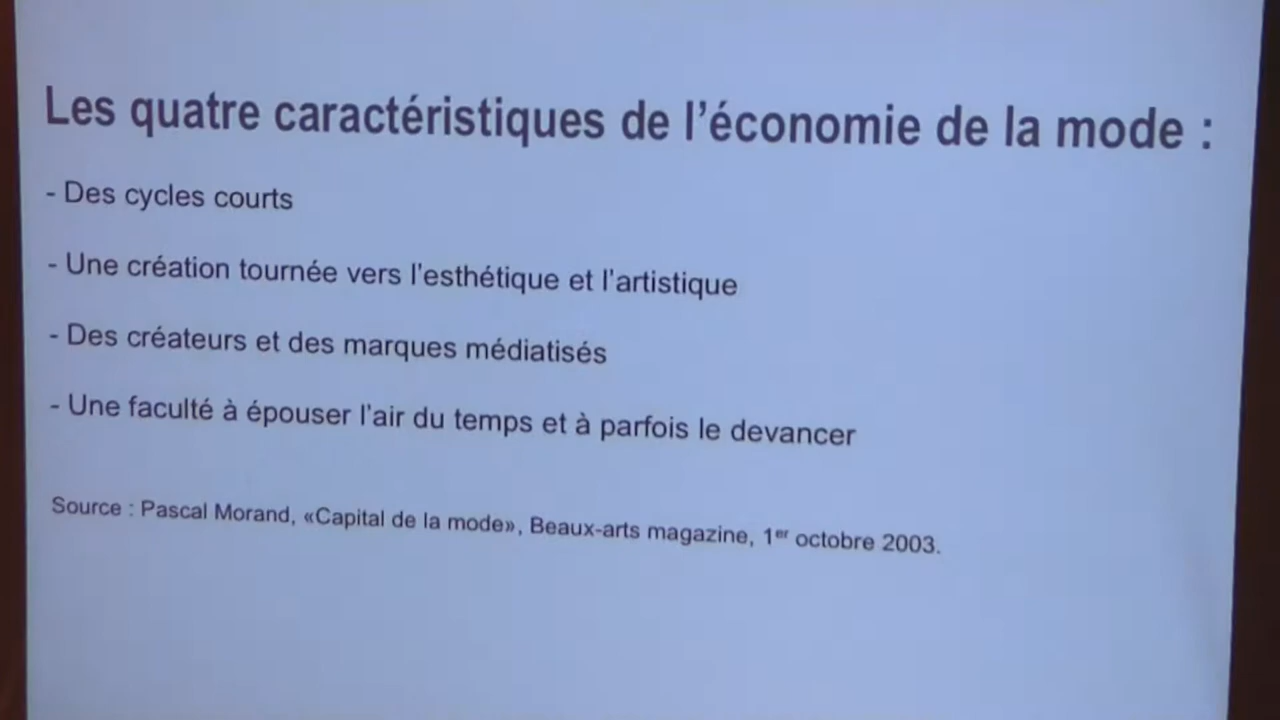 Les quatre caractéristiques de l'économie de la mode :
- Des cycles courts
- Une création tournée vers l'esthétique et l'artistique
- Des créateurs et des marques médiatisés
- Une faculté à épouser l'air du temps et à parfois le devancer
Source : Pascal Morand, «Capital de la mode», Beaux-arts magazine, 1er octobre 2003.